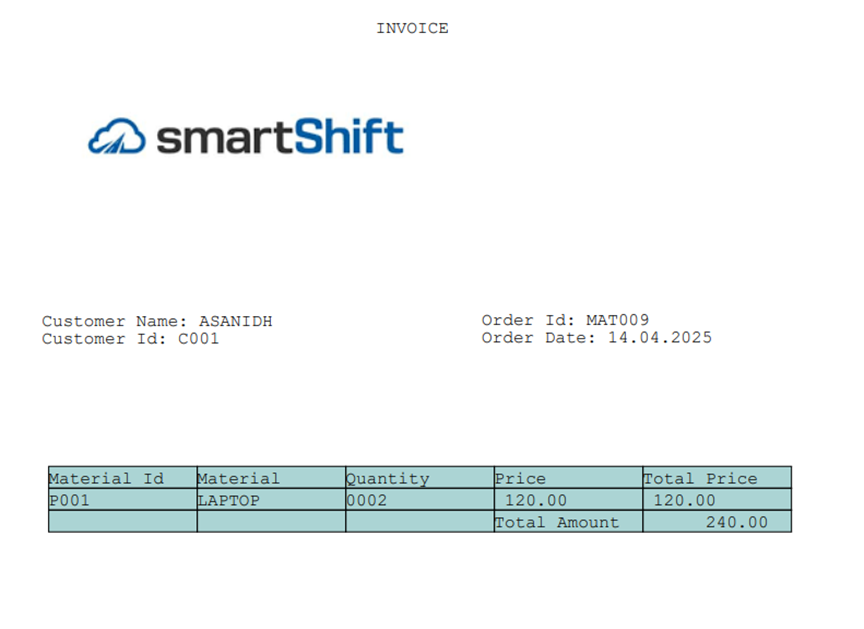 INVOICE
smartShift
Customer Name: ASANIDH
Customer Id: C001
Order Id: MAT009
Order Date: 14.04.2025
Material Id Material Quantity Price Total Price
P001 LAPTOP 0002 120.00 120.00
Total Amount 240.00